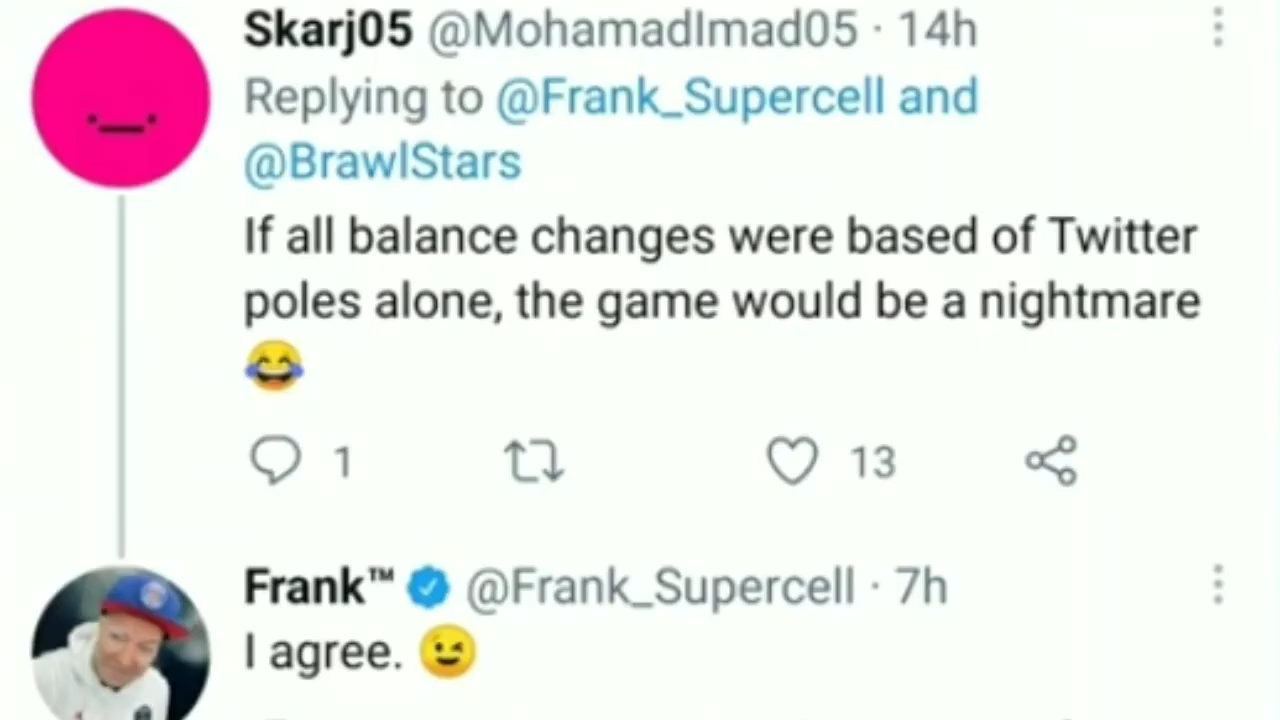 Skarj05 @MohamadImad05 · 14h
Replying to @Frank_Supercell and
@BrawlStars
If all balance changes were based of Twitter
poles alone, the game would be a nightmare
😂
1 13
Frank™ @Frank_Supercell · 7h
I agree. 😉